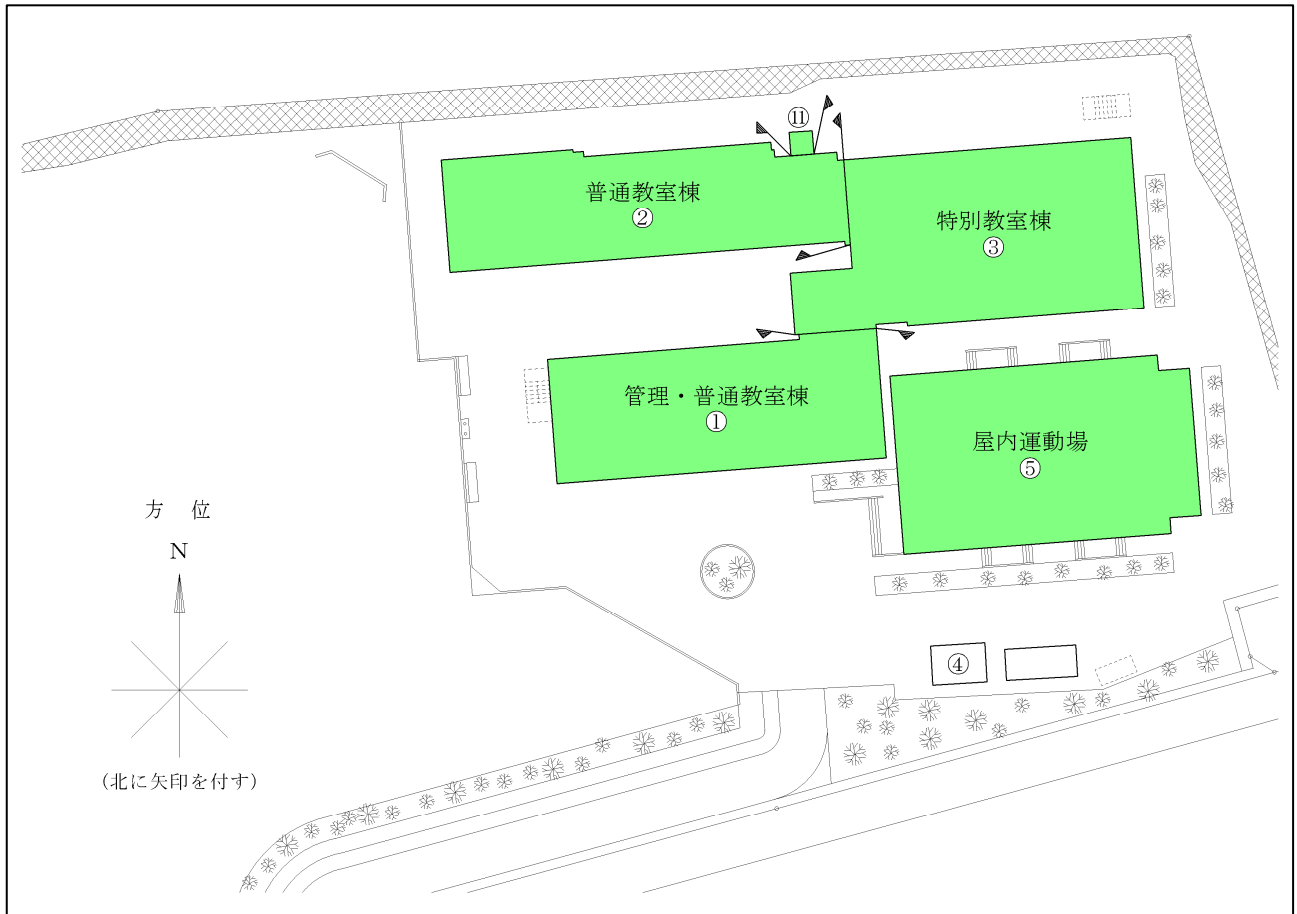 ⑪
普通教室棟
②
特別教室棟
③
管理・普通教室棟
①
屋内運動場
⑤
方 位
N
④
(北に矢印を付す)